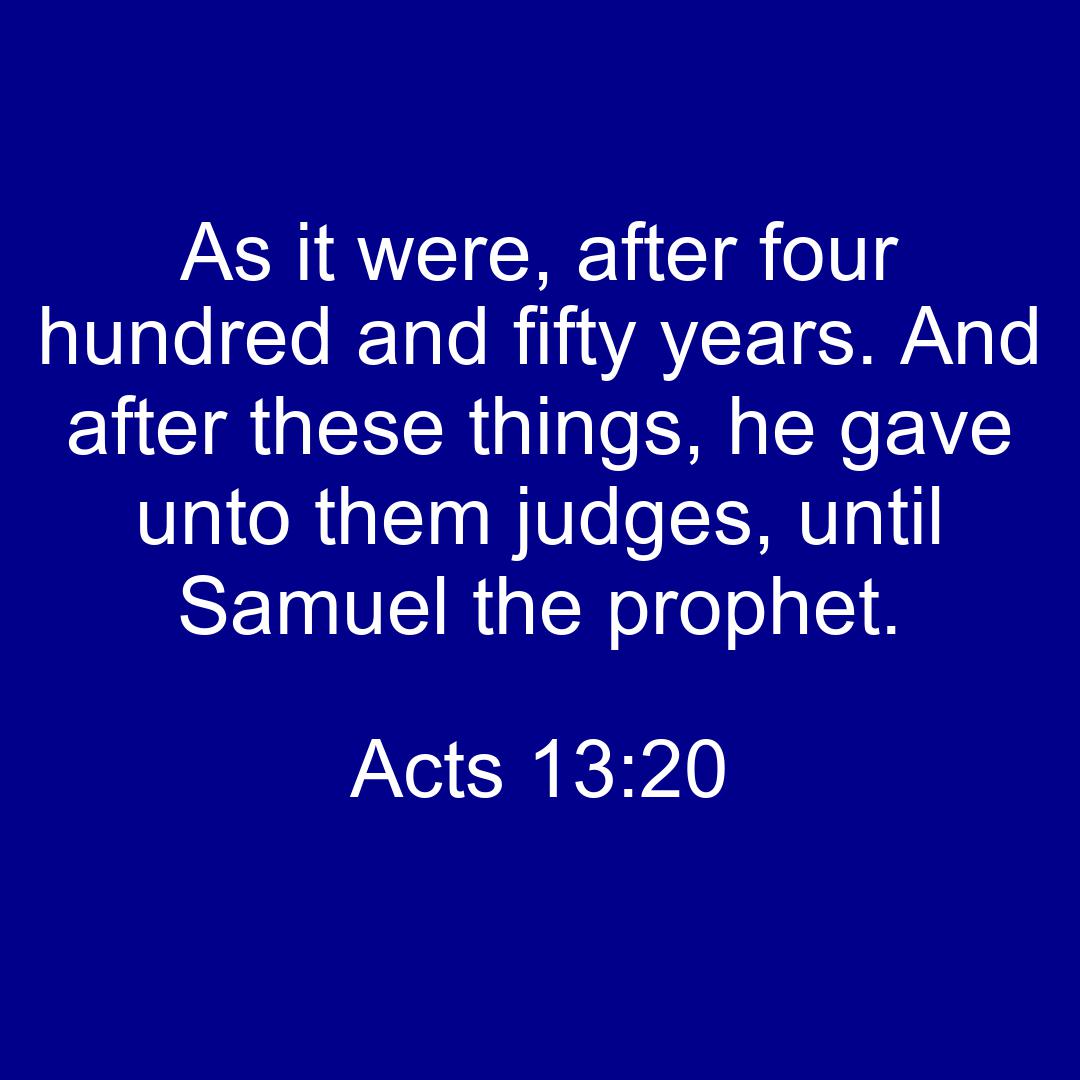 As it were, after four
hundred and fifty years. And
after these things, he gave
unto them judges, until
Samuel the prophet.
Acts 13:20